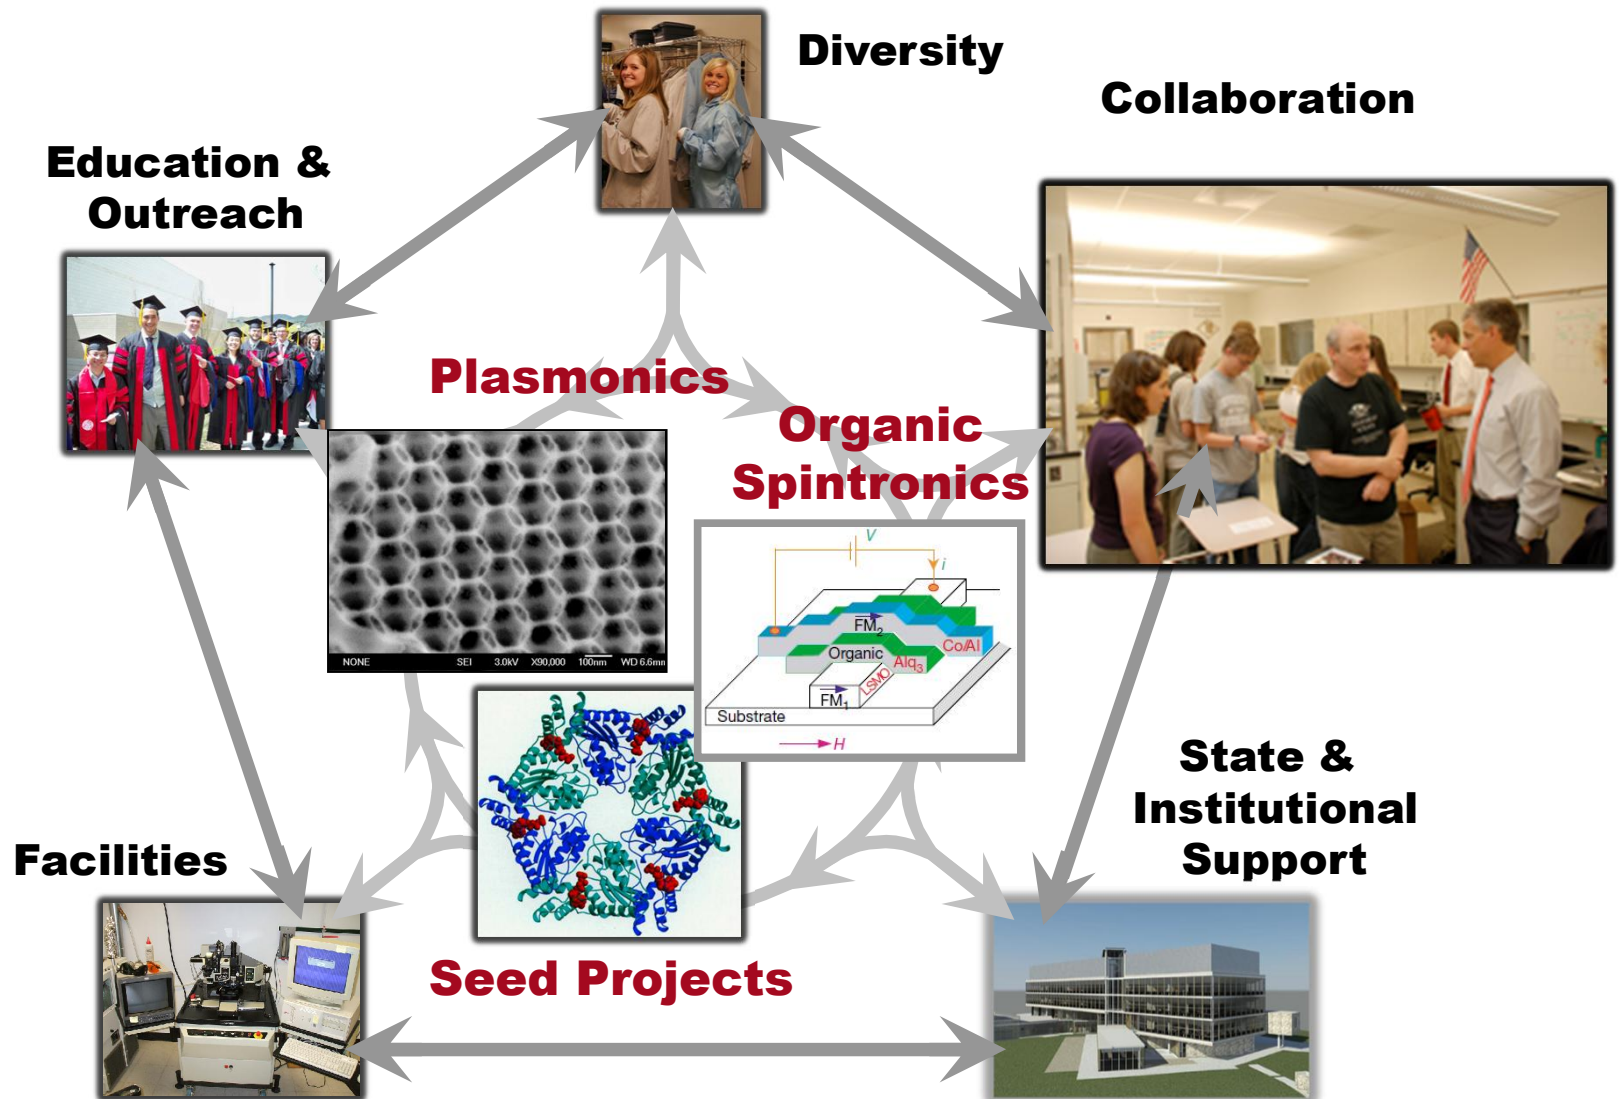 Diversity
Collaboration
Education &
Outreach
Plasmonics
Organic
Spintronics
NONE SEI 3.0kV X90,000 100nm WD 6.6mm
V
i
FM2
Co/Al
Organic
Alq3
LSMO
FM1
Substrate
H
State &
Institutional
Support
Facilities
Seed Projects